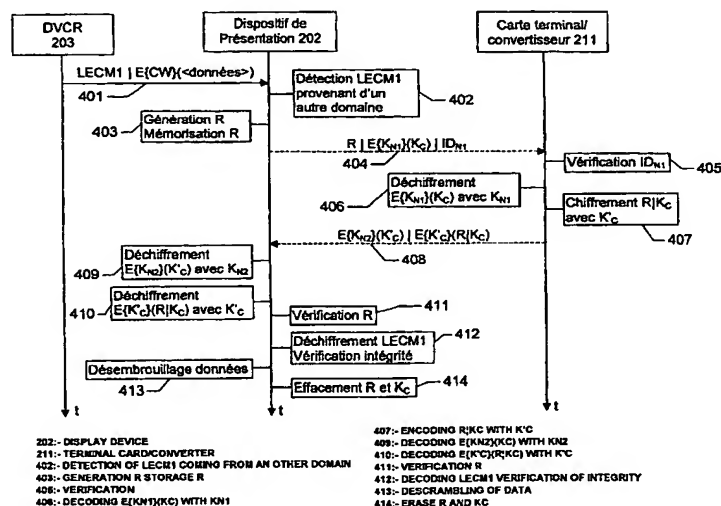 DVCR
203
Dispositif de
Présentation 202
Carte terminal/
convertisseur 211
LECM1 | E{CW}(<données>)
401
Détection LECM1
provenant d'un
autre domaine
402
403
Génération R
Mémorisation R
R | E{KN1}(KC) | IDN1
404
Vérification IDN1
405
406
Déchiffrement
E{KN1}(KC) avec KN1
Chiffrement R|KC
avec K'C
407
E{KN2}(K'C) | E{K'C}(R|KC)
408
409
Déchiffrement
E{KN2}(K'C) avec KN2
410
Déchiffrement
E{K'C}(R|KC) avec K'C
Vérification R
411
Déchiffrement LECM1
Vérification intégrité
412
Désembrouillage données
413
Effacement R et KC
414
t
t
t
202:- DISPLAY DEVICE
211:- TERMINAL CARD/CONVERTER
402:- DETECTION OF LECM1 COMING FROM AN OTHER DOMAIN
403:- GENERATION R STORAGE R
405:- VERIFICATION
406:- DECODING E{KN1}(KC) WITH KN1
407:- ENCODING R|KC WITH K'C
409:- DECODING E{KN2}(KC) WITH KN2
410:- DECODING E{K'C}(R|KC) WITH K'C
411:- VERIFICATION R
412:- DECODING LECM1 VERIFICATION OF INTEGRITY
413:- DESCRAMBLING OF DATA
414:- ERASE R AND KC